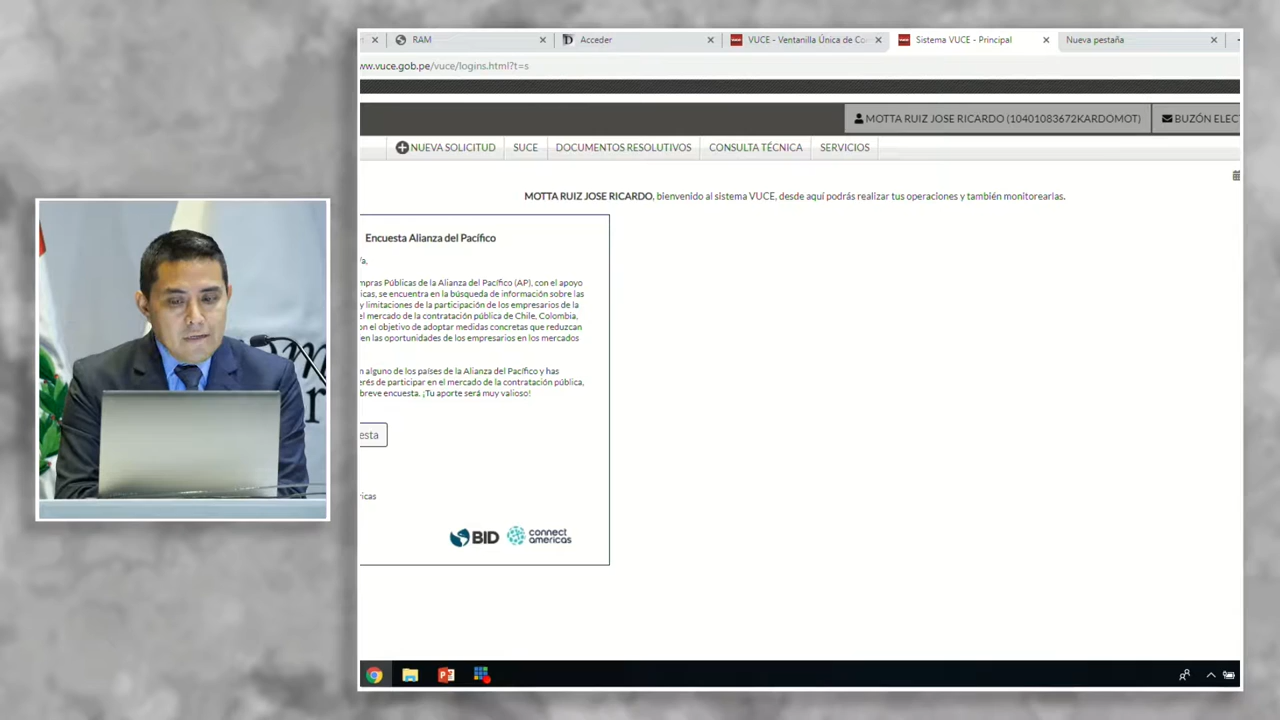 RAM
Acceder
VUCE - Ventanilla Única de Co
Sistema VUCE - Principal
Nueva pestaña
ww.vuce.gob.pe/vuce/logins.html?t=s
MOTTA RUIZ JOSE RICARDO (10401083672KARDOMOT)
BUZÓN ELECT
NUEVA SOLICITUD
SUCE
DOCUMENTOS RESOLUTIVOS
CONSULTA TÉCNICA
SERVICIOS
MOTTA RUIZ JOSE RICARDO, bienvenido al sistema VUCE, desde aquí podrás realizar tus operaciones y también monitorearlas.
Encuesta Alianza del Pacífico
/a,
mpras Públicas de la Alianza del Pacífico (AP), con el apoyo
icas, se encuentra en la búsqueda de información sobre las
y limitaciones de la participación de los empresarios de la
el mercado de la contratación pública de Chile, Colombia,
on el objetivo de adoptar medidas concretas que reduzcan
en las oportunidades de los empresarios en los mercados
n alguno de los países de la Alianza del Pacífico y has
erés de participar en el mercado de la contratación pública,
breve encuesta. ¡Tu aporte será muy valioso!
esta
ricas
BID
connect
americas